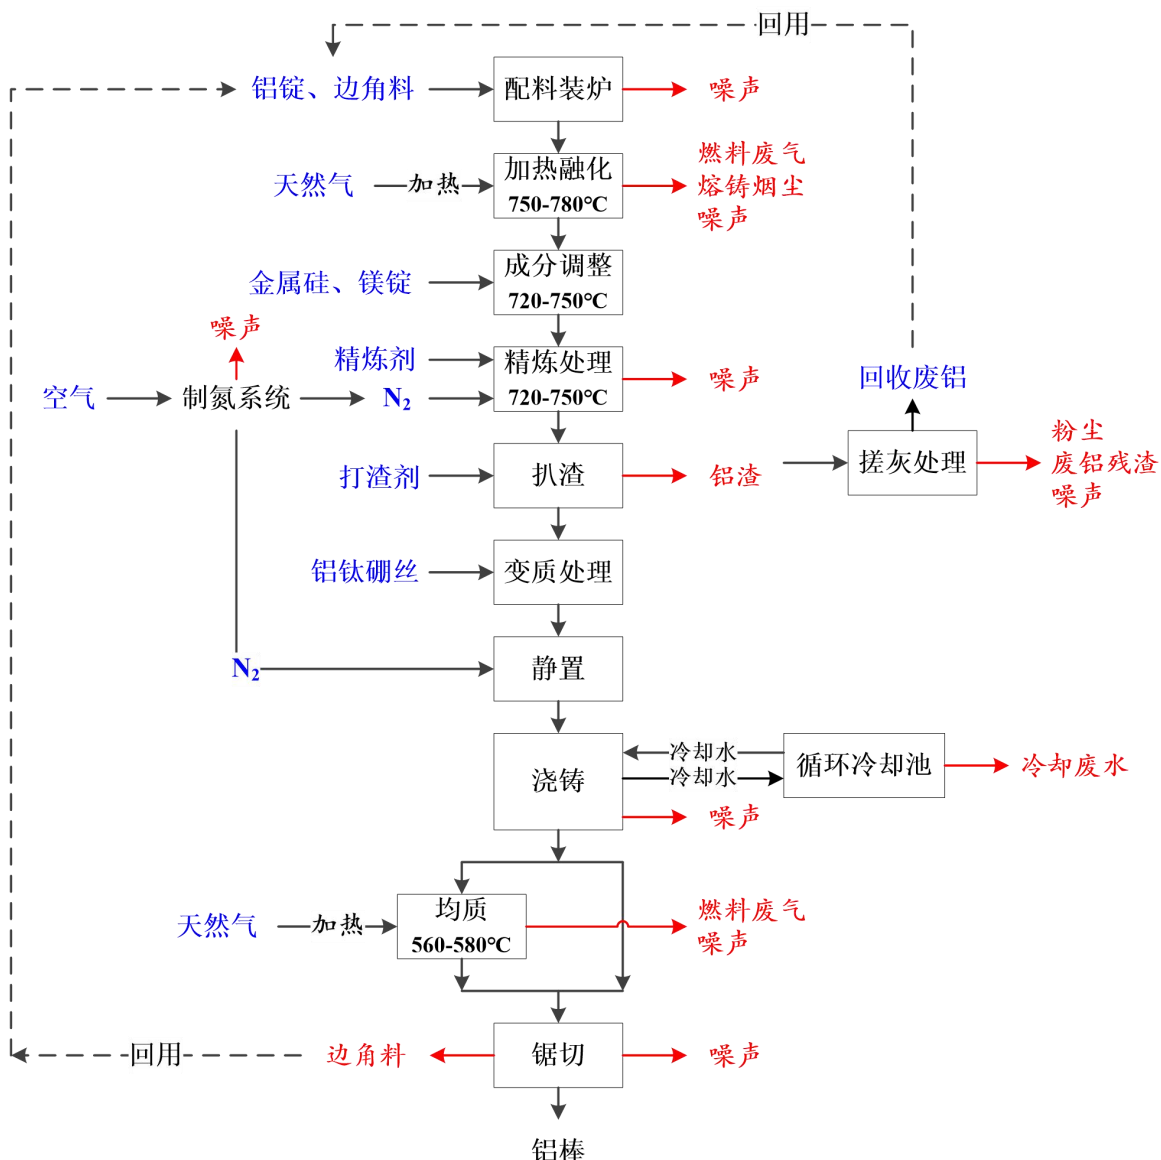 回用
铝锭、边角料
配料装炉
噪声
天然气
加热
加热融化
750-780℃
燃料废气
熔铸烟尘
噪声
金属硅、镁锭
成分调整
720-750℃
噪声
精炼剂
精炼处理
720-750℃
噪声
空气
制氮系统
N₂
回收废铝
打渣剂
扒渣
铝渣
搓灰处理
粉尘
废铝残渣
噪声
铝钛硼丝
变质处理
N₂
静置
浇铸
冷却水
冷却水
循环冷却池
冷却废水
噪声
天然气
加热
均质
560-580℃
燃料废气
噪声
回用
边角料
锯切
噪声
铝棒